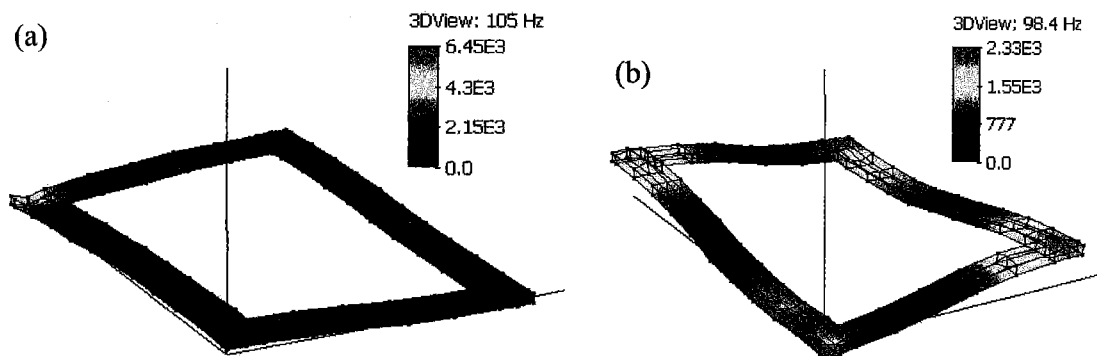 (a)
3DView: 105 Hz
6.45E3
4.3E3
2.15E3
0.0
(b)
3DView: 98.4 Hz
2.33E3
1.55E3
777
0.0